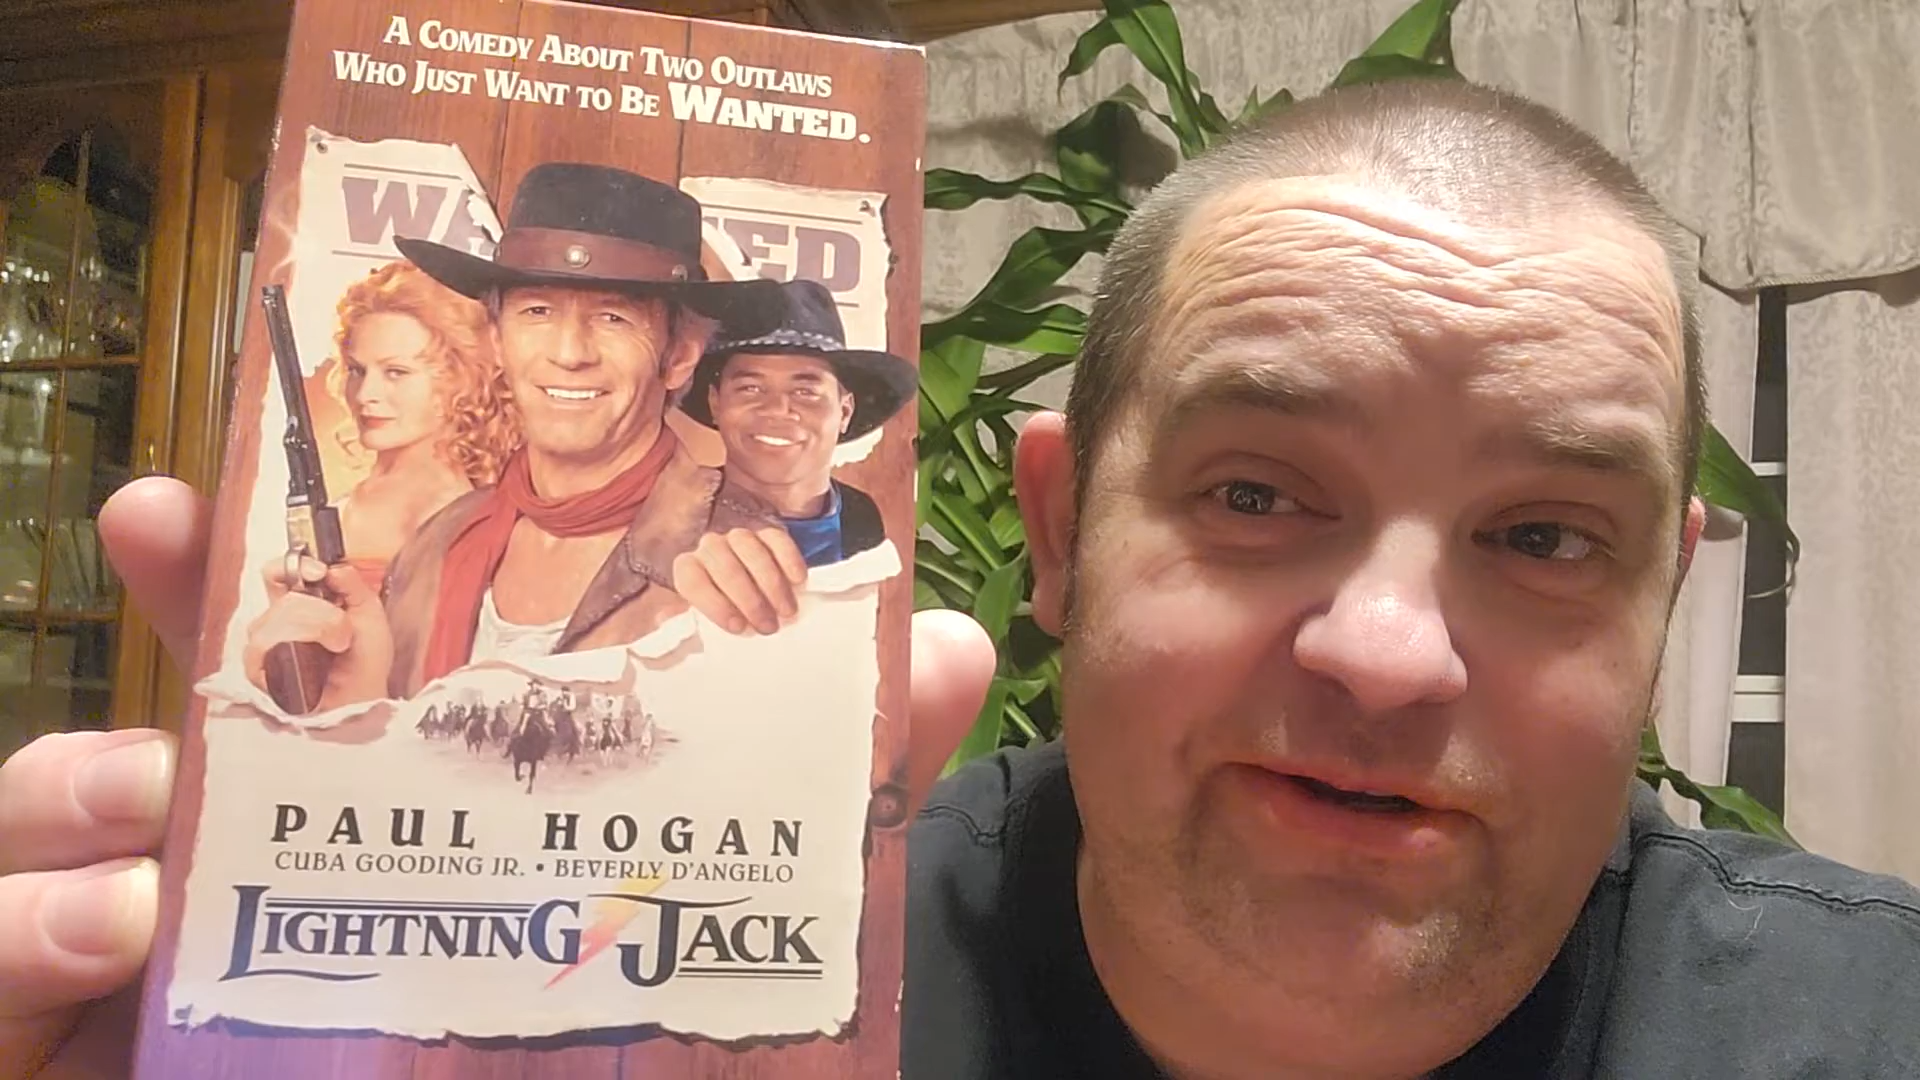 A COMEDY ABOUT TWO OUTLAWS
WHO JUST WANT TO BE WANTED.
PAUL HOGAN
CUBA GOODING JR. • BEVERLY D'ANGELO
LIGHTNING JACK